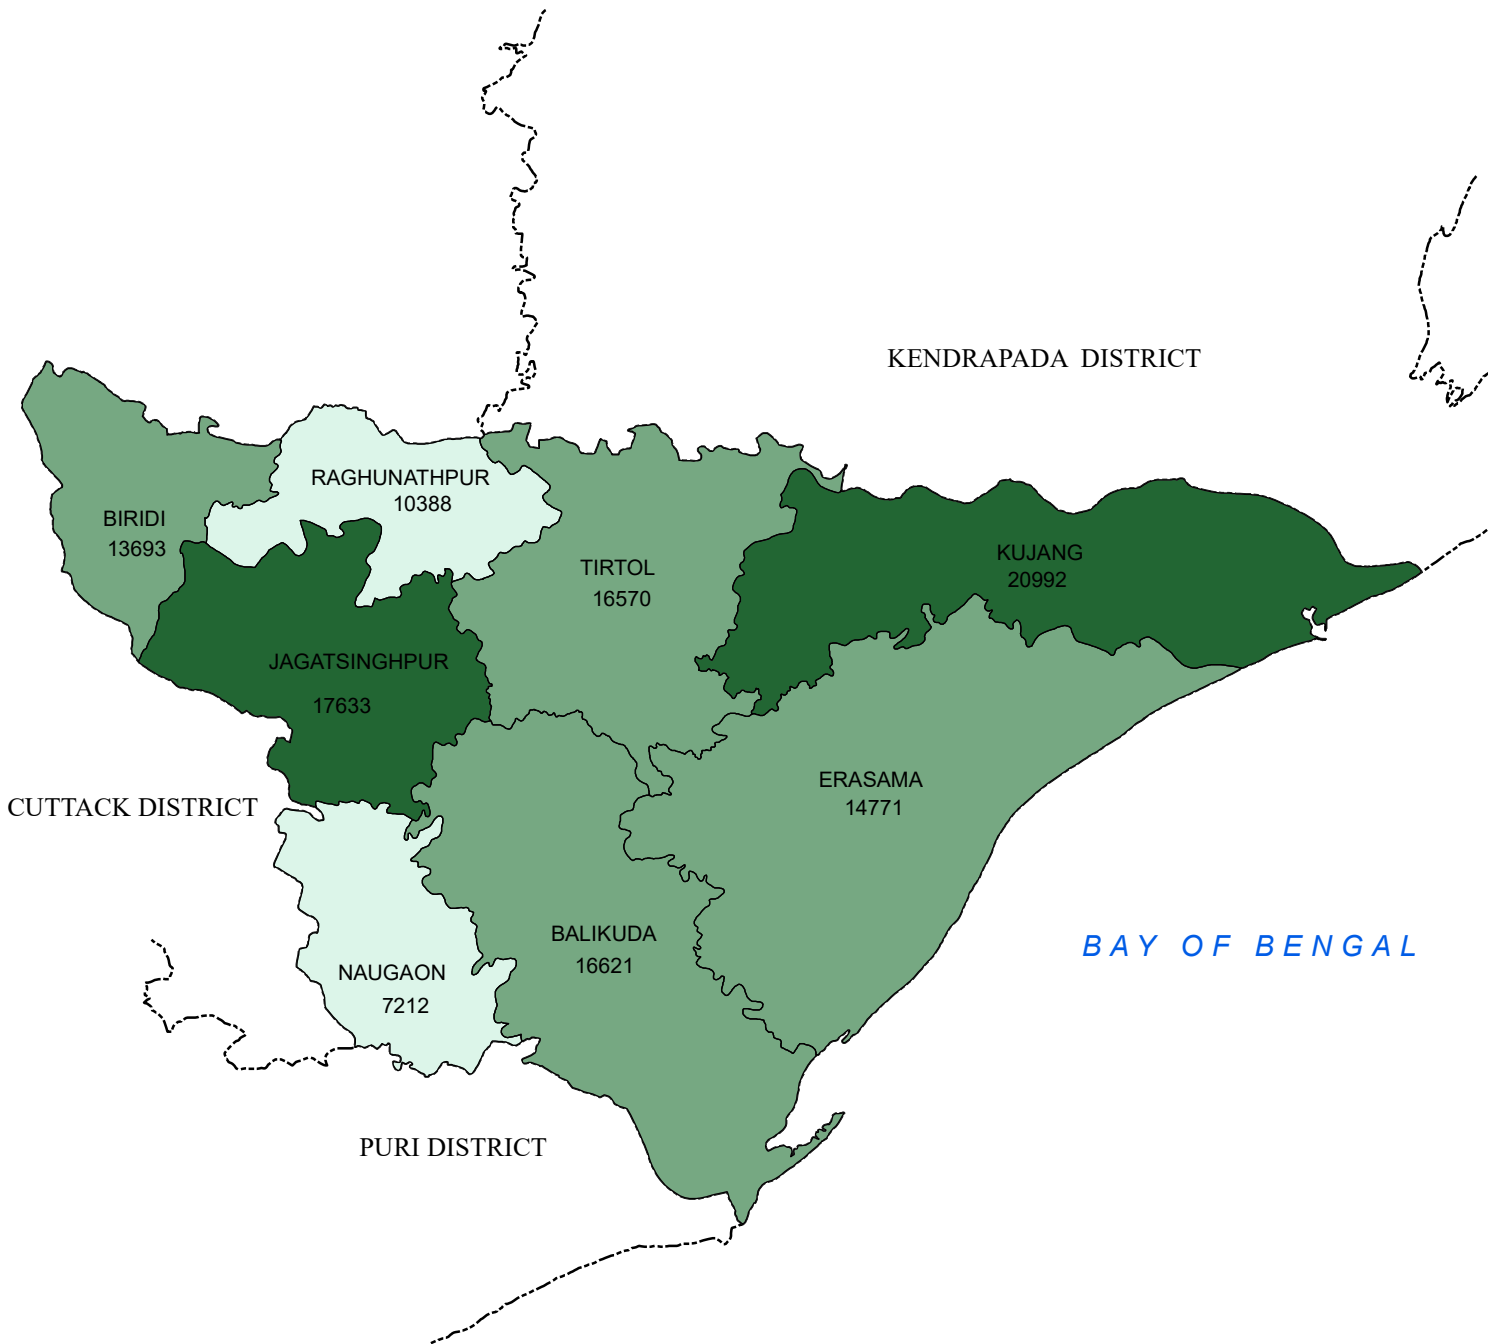 KENDRAPADA DISTRICT
RAGHUNATHPUR
10388
BIRIDI
13693
TIRTOL
16570
KUJANG
20992
JAGATSINGHPUR
17633
ERASAMA
14771
CUTTACK DISTRICT
BALIKUDA
16621
BAY OF BENGAL
NAUGAON
7212
PURI DISTRICT